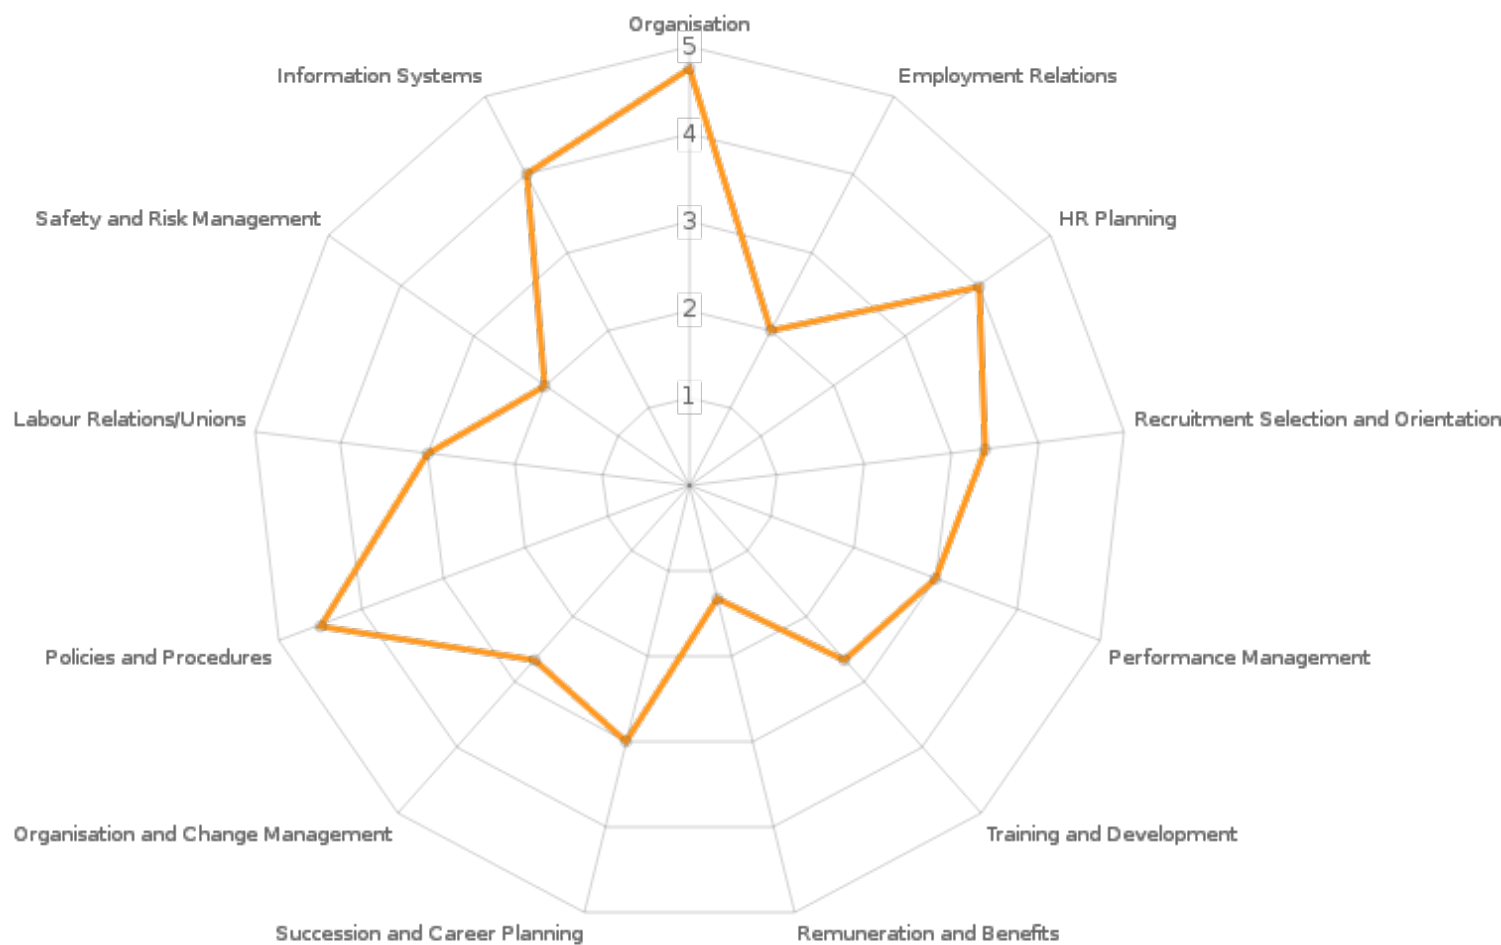 Organisation
5
Information Systems
Employment Relations
4
Safety and Risk Management
3
HR Planning
2
1
Labour Relations/Unions
Recruitment Selection and Orientation
Policies and Procedures
Performance Management
Organisation and Change Management
Training and Development
Succession and Career Planning
Remuneration and Benefits